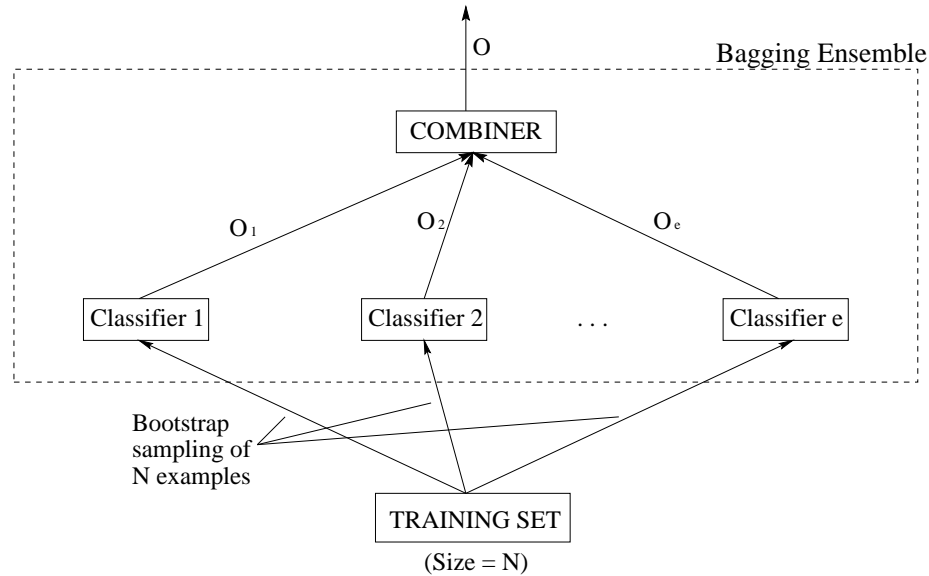 O
Bagging Ensemble
COMBINER
O1
O2
Oe
Classifier 1
Classifier 2
. . .
Classifier e
Bootstrap
sampling of
N examples
TRAINING SET
(Size = N)